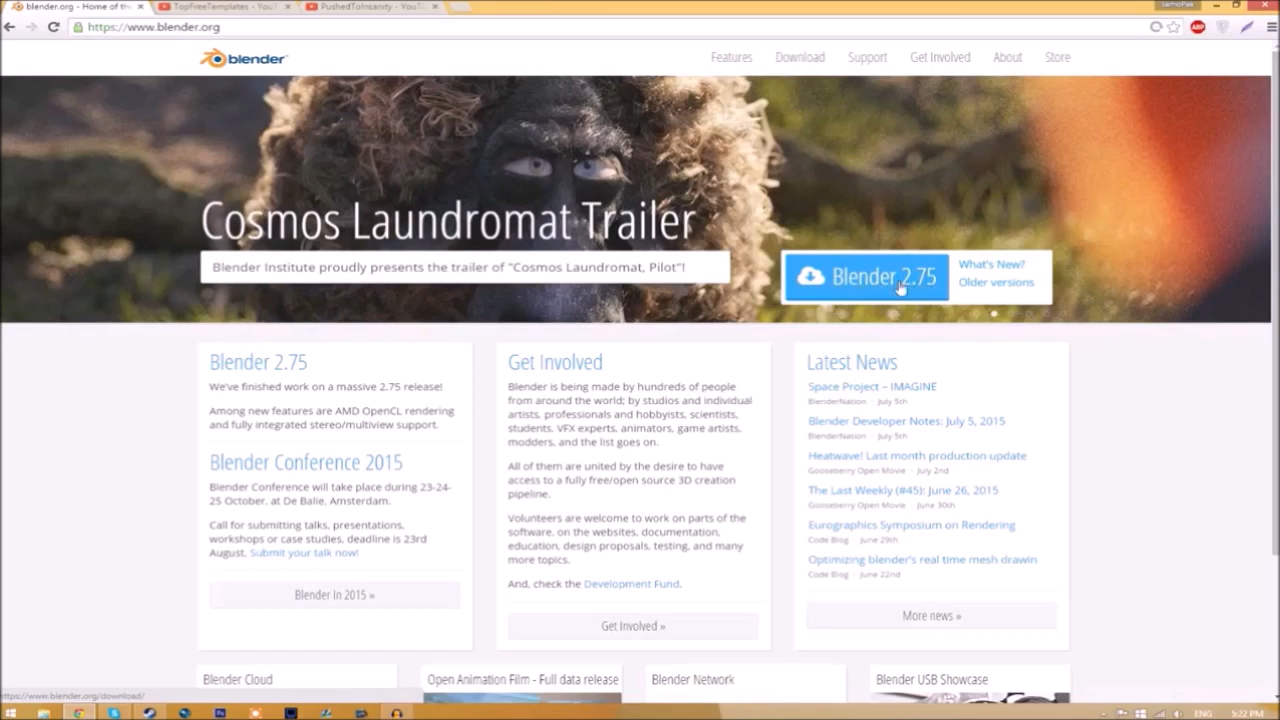 blender.org - Home of the
TopFreeTemplates - YouT
PushedToInsanity - YouTube
https://www.blender.org
ABP
blender
Features
Download
Support
Get Involved
About
Store
Cosmos Laundromat Trailer
Blender Institute proudly presents the trailer of "Cosmos Laundromat, Pilot"!
Blender 2.75
What's New?
Older versions
Blender 2.75
We've finished work on a massive 2.75 release!
Among new features are AMD OpenCL rendering
and fully integrated stereo/multiview support.
Blender Conference 2015
Blender Conference will take place during 23-24-
25 October, at De Balie, Amsterdam.
Call for submitting talks, presentations,
workshops or case studies, deadline is 23rd
August. Submit your talk now!
Blender In 2015 »
Get Involved
Blender is being made by hundreds of people
from around the world; by studios and individual
artists, professionals and hobbyists, scientists,
students, VFX experts, animators, game artists,
modders, and the list goes on.
All of them are united by the desire to have
access to a fully free/open source 3D creation
pipeline.
Volunteers are welcome to work on parts of the
software, on the websites, documentation,
education, design proposals, testing, and many
more topics.
And, check the Development Fund.
Get Involved »
Latest News
Space Project – IMAGINE
BlenderNation · July 5th
Blender Developer Notes: July 5, 2015
BlenderNation · July 5th
Heatwave! Last month production update
Gooseberry Open Movie · July 2nd
The Last Weekly (#45): June 26, 2015
Gooseberry Open Movie · June 30th
Eurographics Symposium on Rendering
Code Blog · June 29th
Optimizing blender's real time mesh drawin
Code Blog · June 22nd
More news »
Blender Cloud
Open Animation Film - Full data release
Blender Network
Blender USB Showcase
https://www.blender.org/download/
ENG
5:22 PM